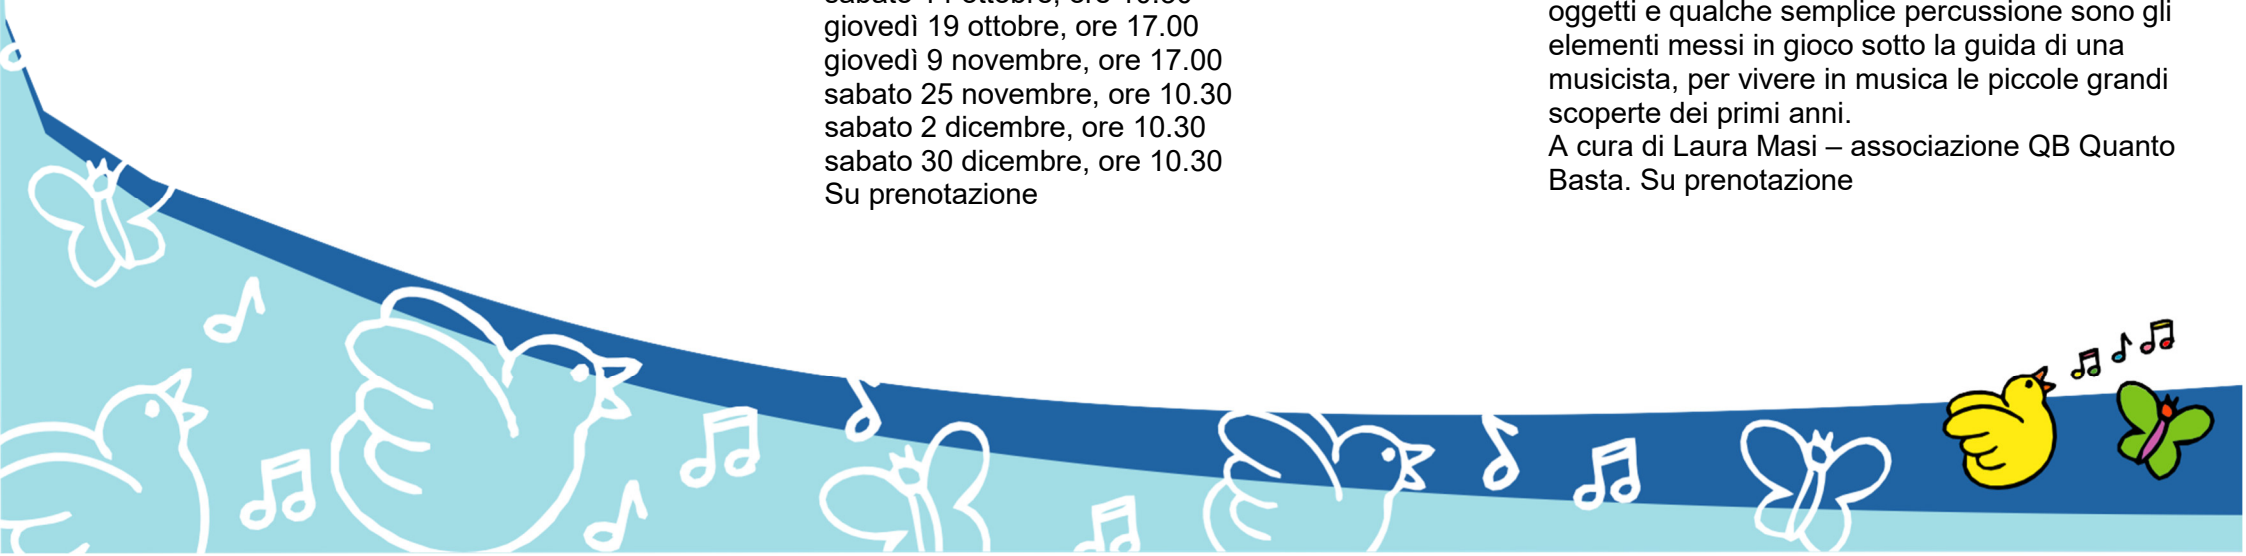 giovedì 19 ottobre, ore 17.00
giovedì 9 novembre, ore 17.00
sabato 25 novembre, ore 10.30
sabato 2 dicembre, ore 10.30
sabato 30 dicembre, ore 10.30
Su prenotazione
oggetti e qualche semplice percussione sono gli
elementi messi in gioco sotto la guida di una
musicista, per vivere in musica le piccole grandi
scoperte dei primi anni.
A cura di Laura Masi – associazione QB Quanto
Basta. Su prenotazione